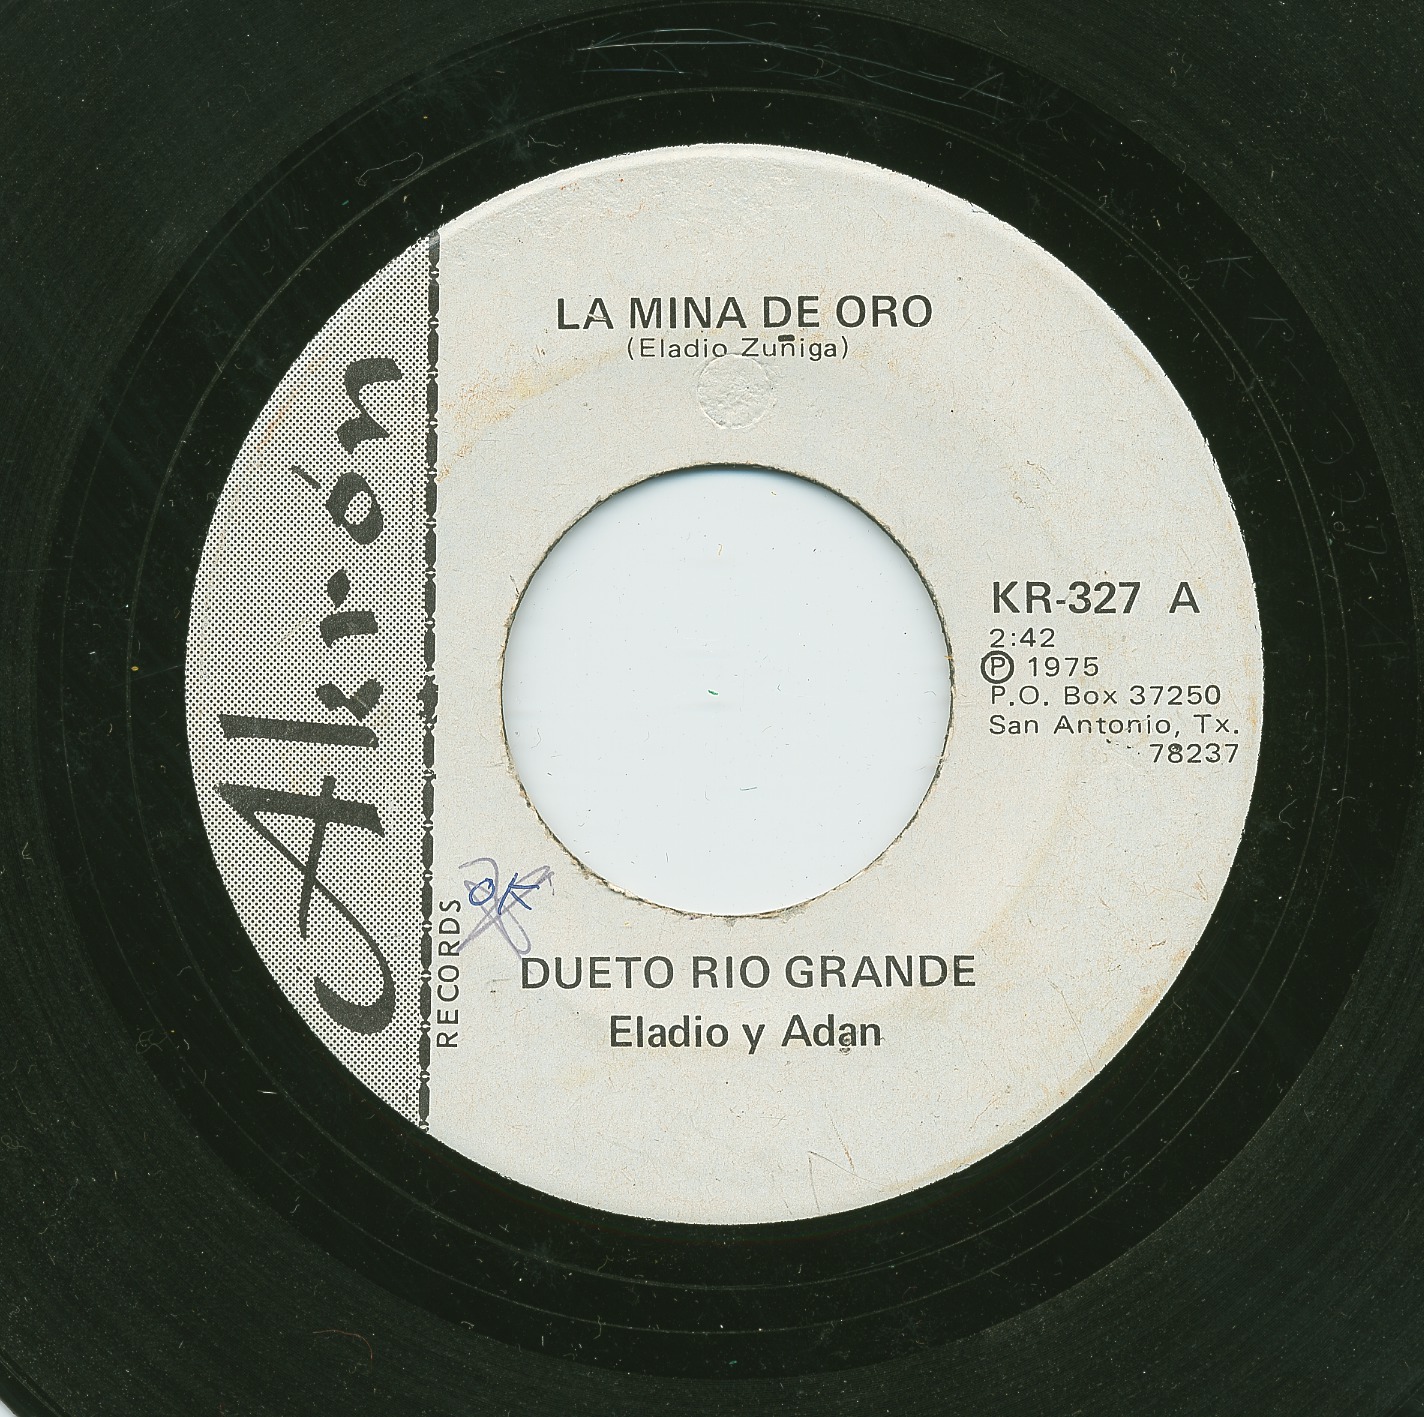 LA MINA DE ORO
(Eladio Zuñiga)
Alkrón
RECORDS
KR-327 A
2:42
Ⓟ 1975
P.O. Box 37250
San Antonio, Tx.
78237
OK
DUETO RIO GRANDE
Eladio y Adan